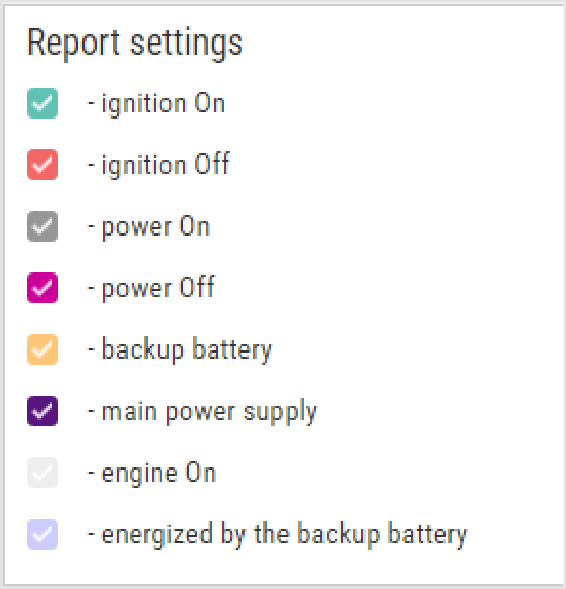 Report settings
- ignition On
- ignition Off
- power On
- power Off
- backup battery
- main power supply
- engine On
- energized by the backup battery